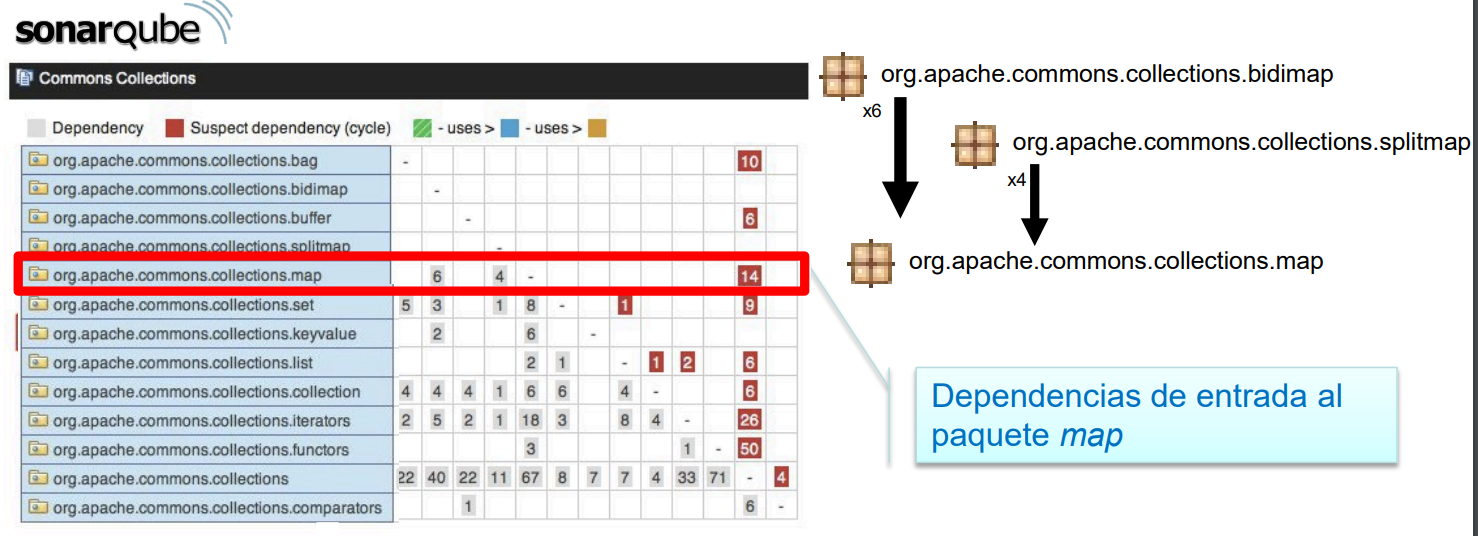 sonarqube
Commons Collections
Dependency Suspect dependency (cycle) - uses > - uses >
org.apache.commons.collections.bag - 10
org.apache.commons.collections.bidimap -
org.apache.commons.collections.buffer - 6
org.apache.commons.collections.splitmap -
org.apache.commons.collections.map 6 4 - 14
org.apache.commons.collections.set 5 3 1 8 - 1 9
org.apache.commons.collections.keyvalue 2 6 -
org.apache.commons.collections.list 2 1 - 1 2 6
org.apache.commons.collections.collection 4 4 4 1 6 6 4 - 6
org.apache.commons.collections.iterators 2 5 2 1 18 3 8 4 - 26
org.apache.commons.collections.functors 3 1 - 50
org.apache.commons.collections 22 40 22 11 67 8 7 7 4 33 71 - 4
org.apache.commons.collections.comparators 1 6 -
org.apache.commons.collections.bidimap
x6
org.apache.commons.collections.splitmap
x4
org.apache.commons.collections.map
Dependencias de entrada al
paquete map